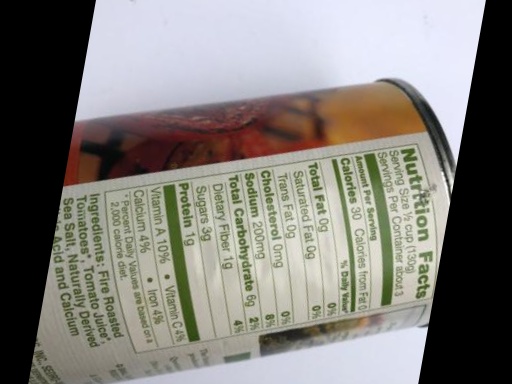 Nutrition Facts
Serving Size ½ cup (130g)
Servings Per Container about 3
Amount Per Serving
Calories 30 Calories from Fat 0
% Daily Value*
Total Fat 0g 0%
Saturated Fat 0g 0%
Trans Fat 0g
Cholesterol 0mg 0%
Sodium 200mg 8%
Total Carbohydrate 6g 2%
Dietary Fiber 1g 4%
Sugars 3g
Protein 1g
Vitamin A 10% • Vitamin C 4%
Calcium 4% • Iron 4%
*Percent Daily Values are based on a
2,000 calorie diet.
Ingredients: Fire Roasted
Tomatoes*, Tomato Juice*,
Sea Salt, Naturally Derived
Acid and Calcium